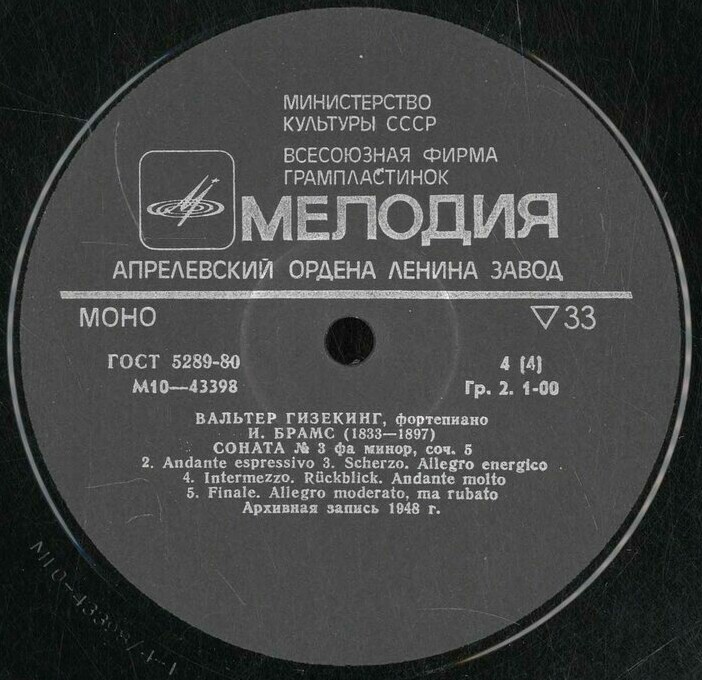 МИНИСТЕРСТВО
КУЛЬТУРЫ СССР
ВСЕСОЮЗНАЯ ФИРМА
ГРАМПЛАСТИНОК
МЕЛОДИЯ
АПРЕЛЕВСКИЙ ОРДЕНА ЛЕНИНА ЗАВОД
МОНО ▽33
ГОСТ 5289-80 4 (4)
М10—43398 Гр. 2. 1-00
ВАЛЬТЕР ГИЗЕКИНГ, фортепиано
И. БРАМС (1833—1897)
СОНАТА № 3 фа минор, соч. 5
2. Andante espressivo 3. Scherzo. Allegro energico
4. Intermezzo. Rückblick. Andante molto
5. Finale. Allegro moderato, ma rubato
Архивная запись 1948 г.